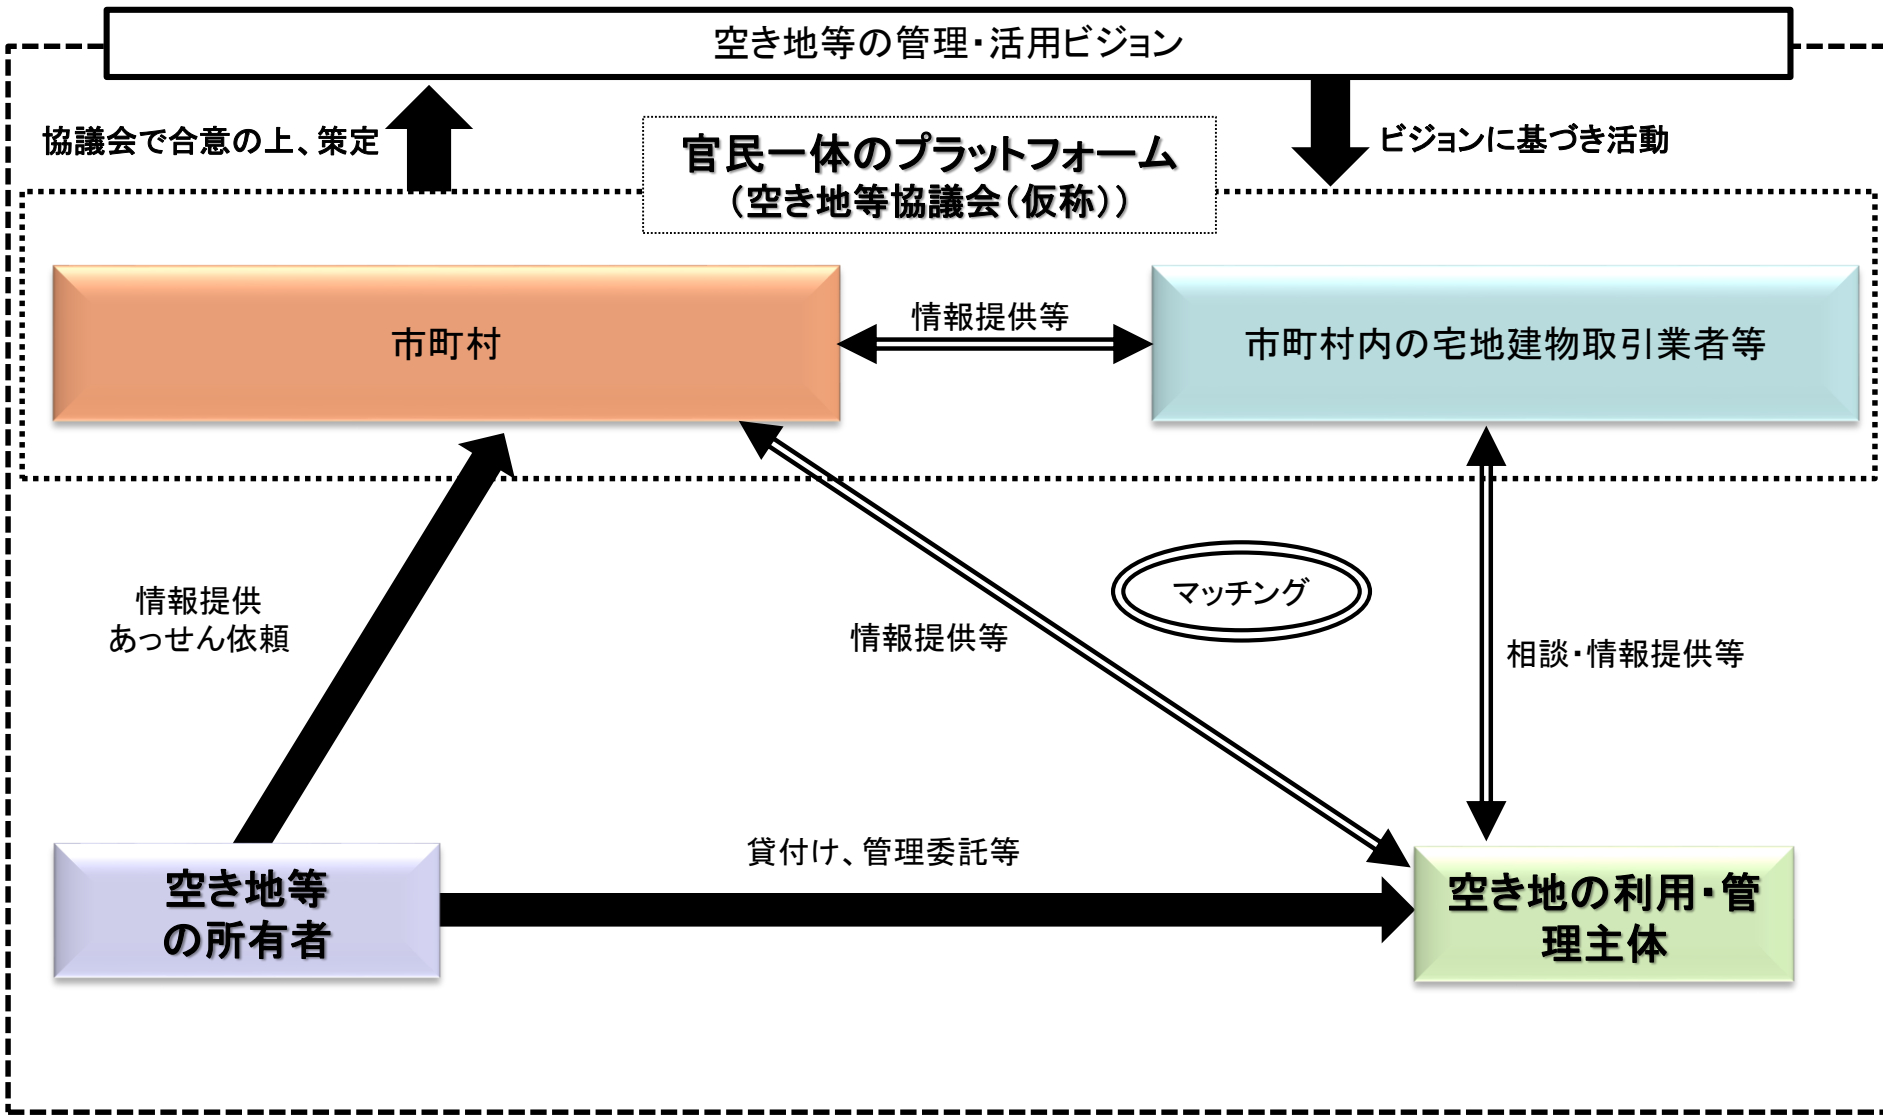 空き地等の管理・活用ビジョン
協議会で合意の上、策定
官民一体のプラットフォーム
（空き地等協議会（仮称））
ビジョンに基づき活動
市町村
情報提供等
市町村内の宅地建物取引業者等
情報提供
あっせん依頼
情報提供等
マッチング
相談・情報提供等
貸付け、管理委託等
空き地等
の所有者
空き地の利用・管
理主体